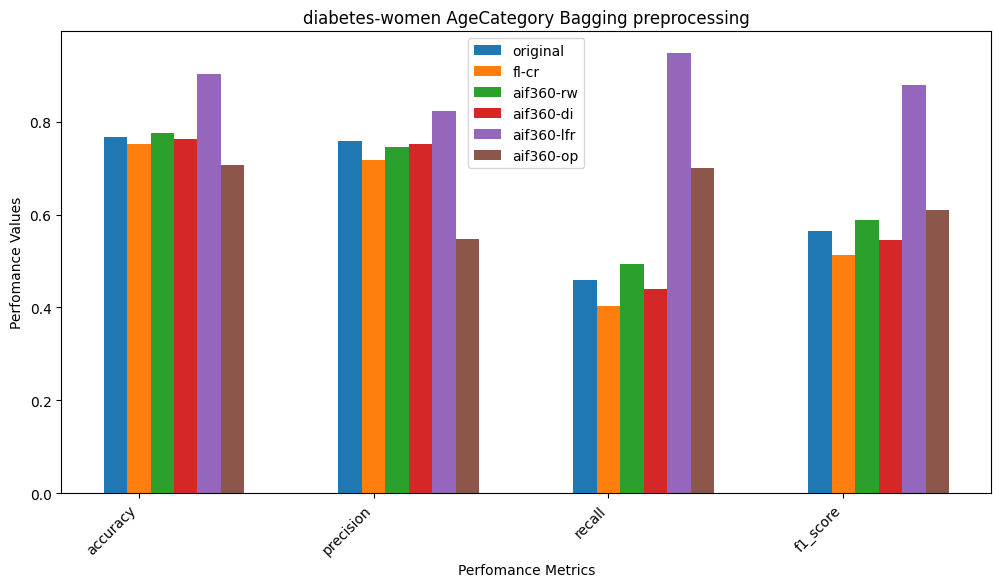 diabetes-women AgeCategory Bagging preprocessing
original
fl-cr
aif360-rw
aif360-di
aif360-lfr
aif360-op
Perfomance Values
0.8
0.6
0.4
0.2
0.0
accuracy
precision
recall
f1_score
Perfomance Metrics